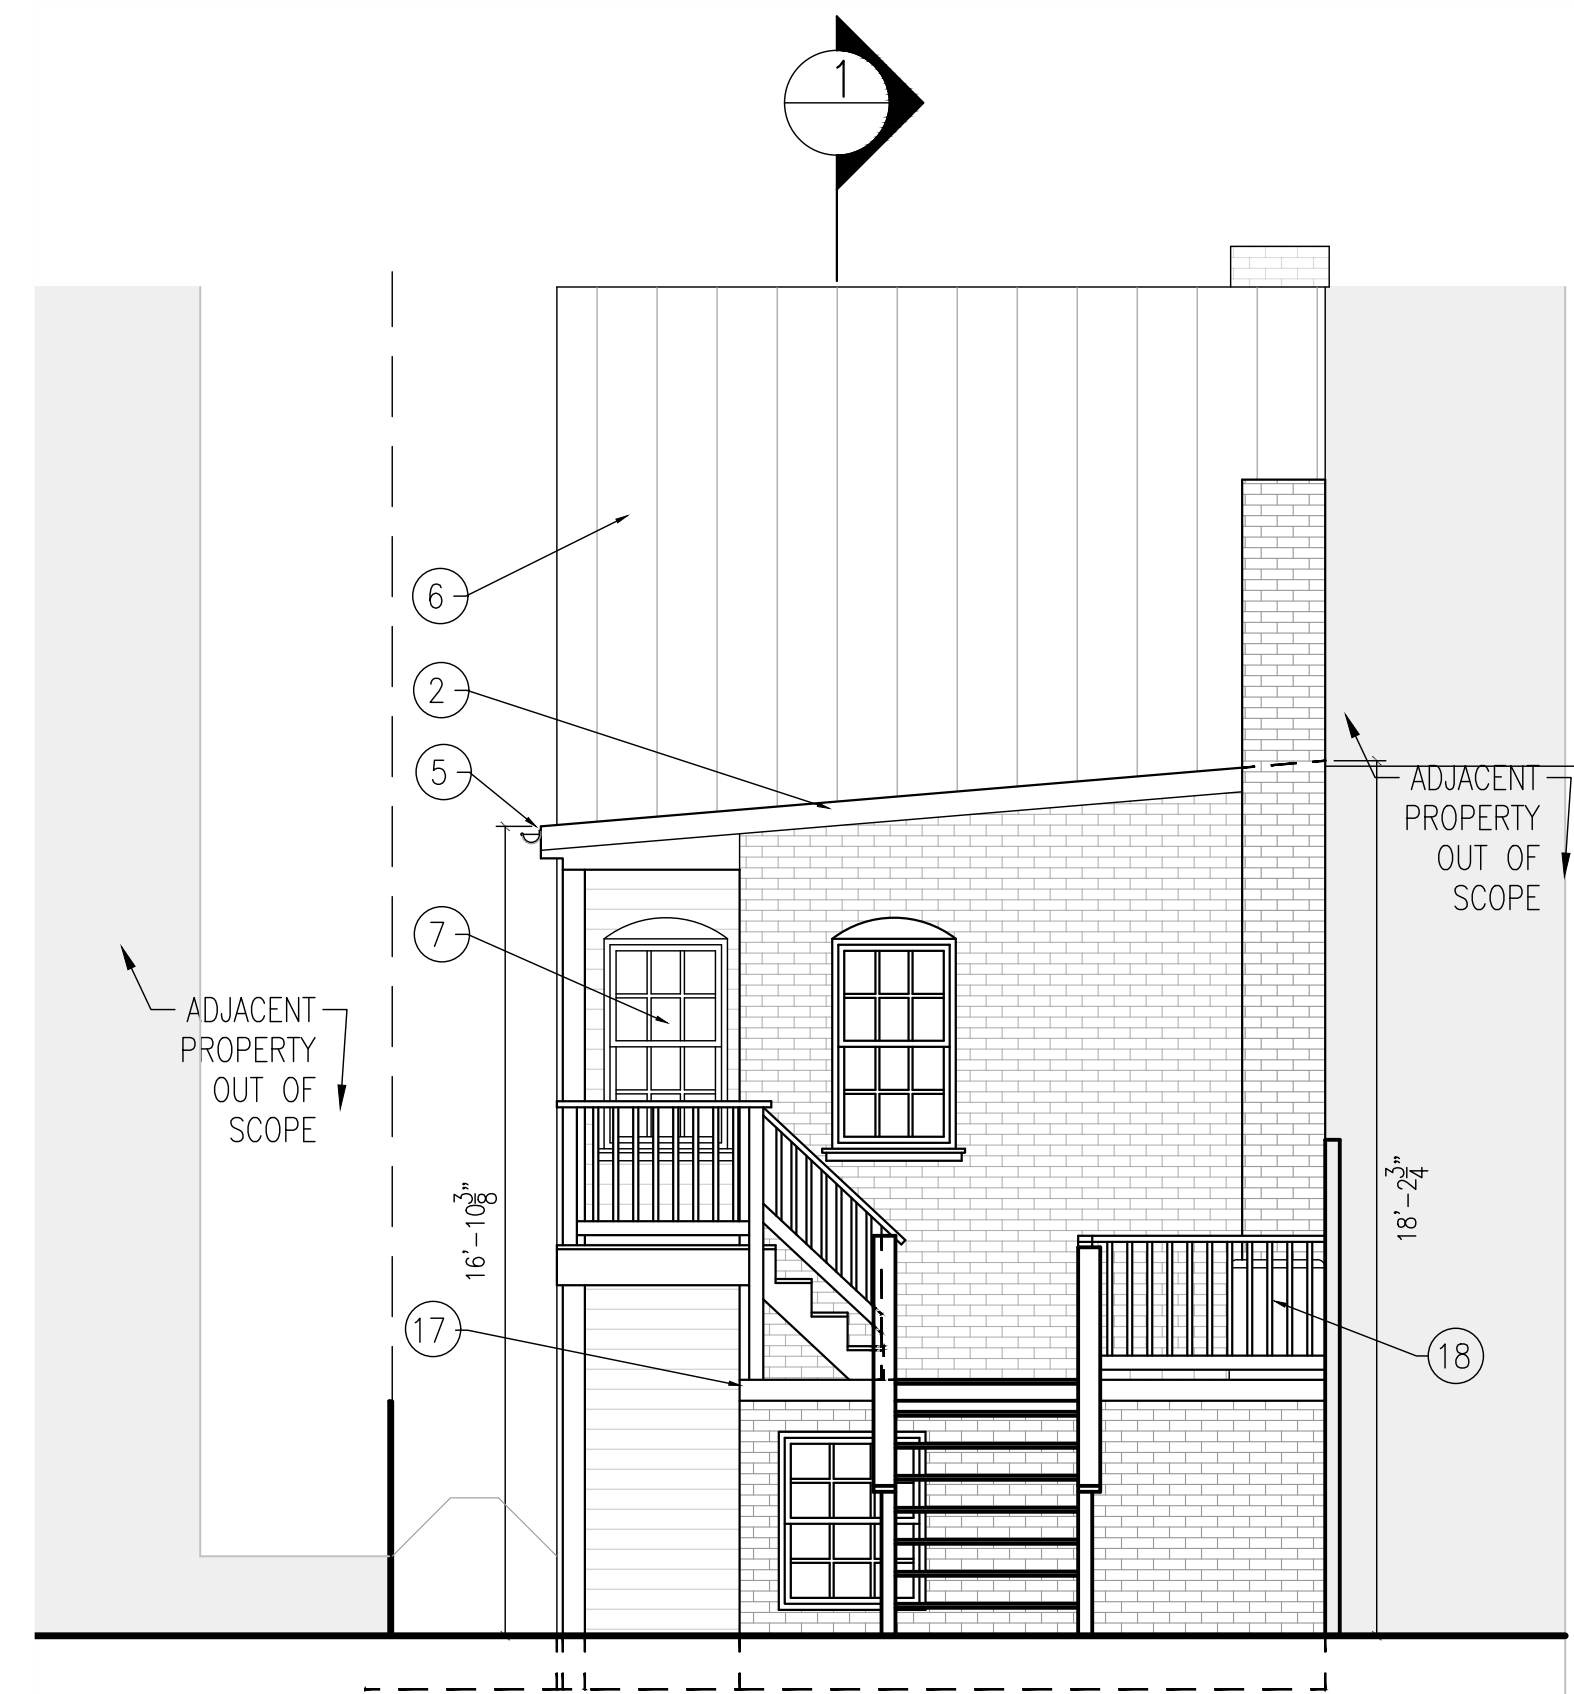 1
6
2
5
ADJACENT
PROPERTY
OUT OF
SCOPE
7
ADJACENT
PROPERTY
OUT OF
SCOPE
16'-10 3/8"
18'-2 3/4"
17
18